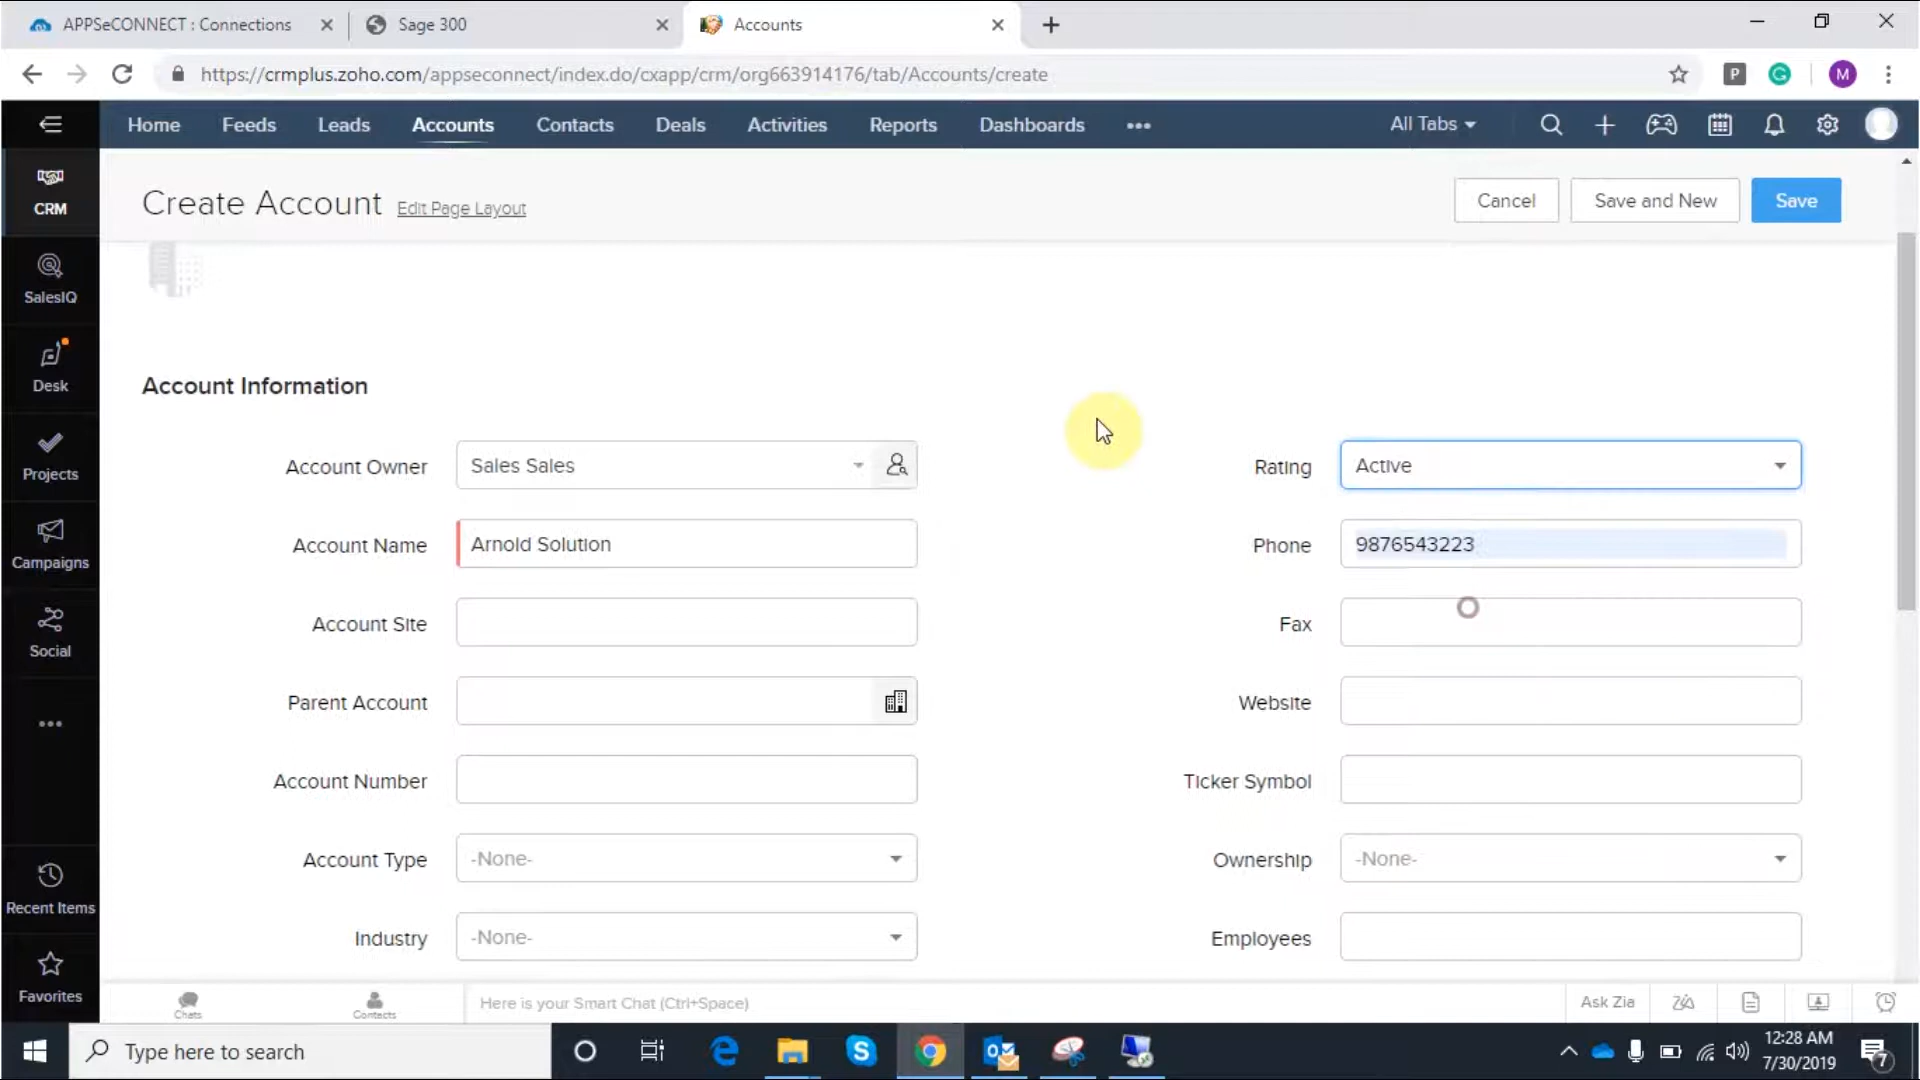 APPSeCONNECT : Connections
Sage 300
Accounts
https://crmplus.zoho.com/appseconnect/index.do/cxapp/crm/org663914176/tab/Accounts/create
P
M
Home Feeds Leads Accounts Contacts Deals Activities Reports Dashboards
All Tabs
CRM
SalesIQ
Desk
Projects
Campaigns
Social
Recent Items
Favorites
Create Account Edit Page Layout
Cancel Save and New Save
Account Information
Account Owner Sales Sales
Rating Active
Account Name Arnold Solution
Phone 9876543223
Account Site
Fax
Parent Account
Website
Account Number
Ticker Symbol
Account Type -None-
Ownership -None-
Industry -None-
Employees
Chats
Contacts
Here is your Smart Chat (Ctrl+Space)
Ask Zia
Type here to search
12:28 AM
7/30/2019
7